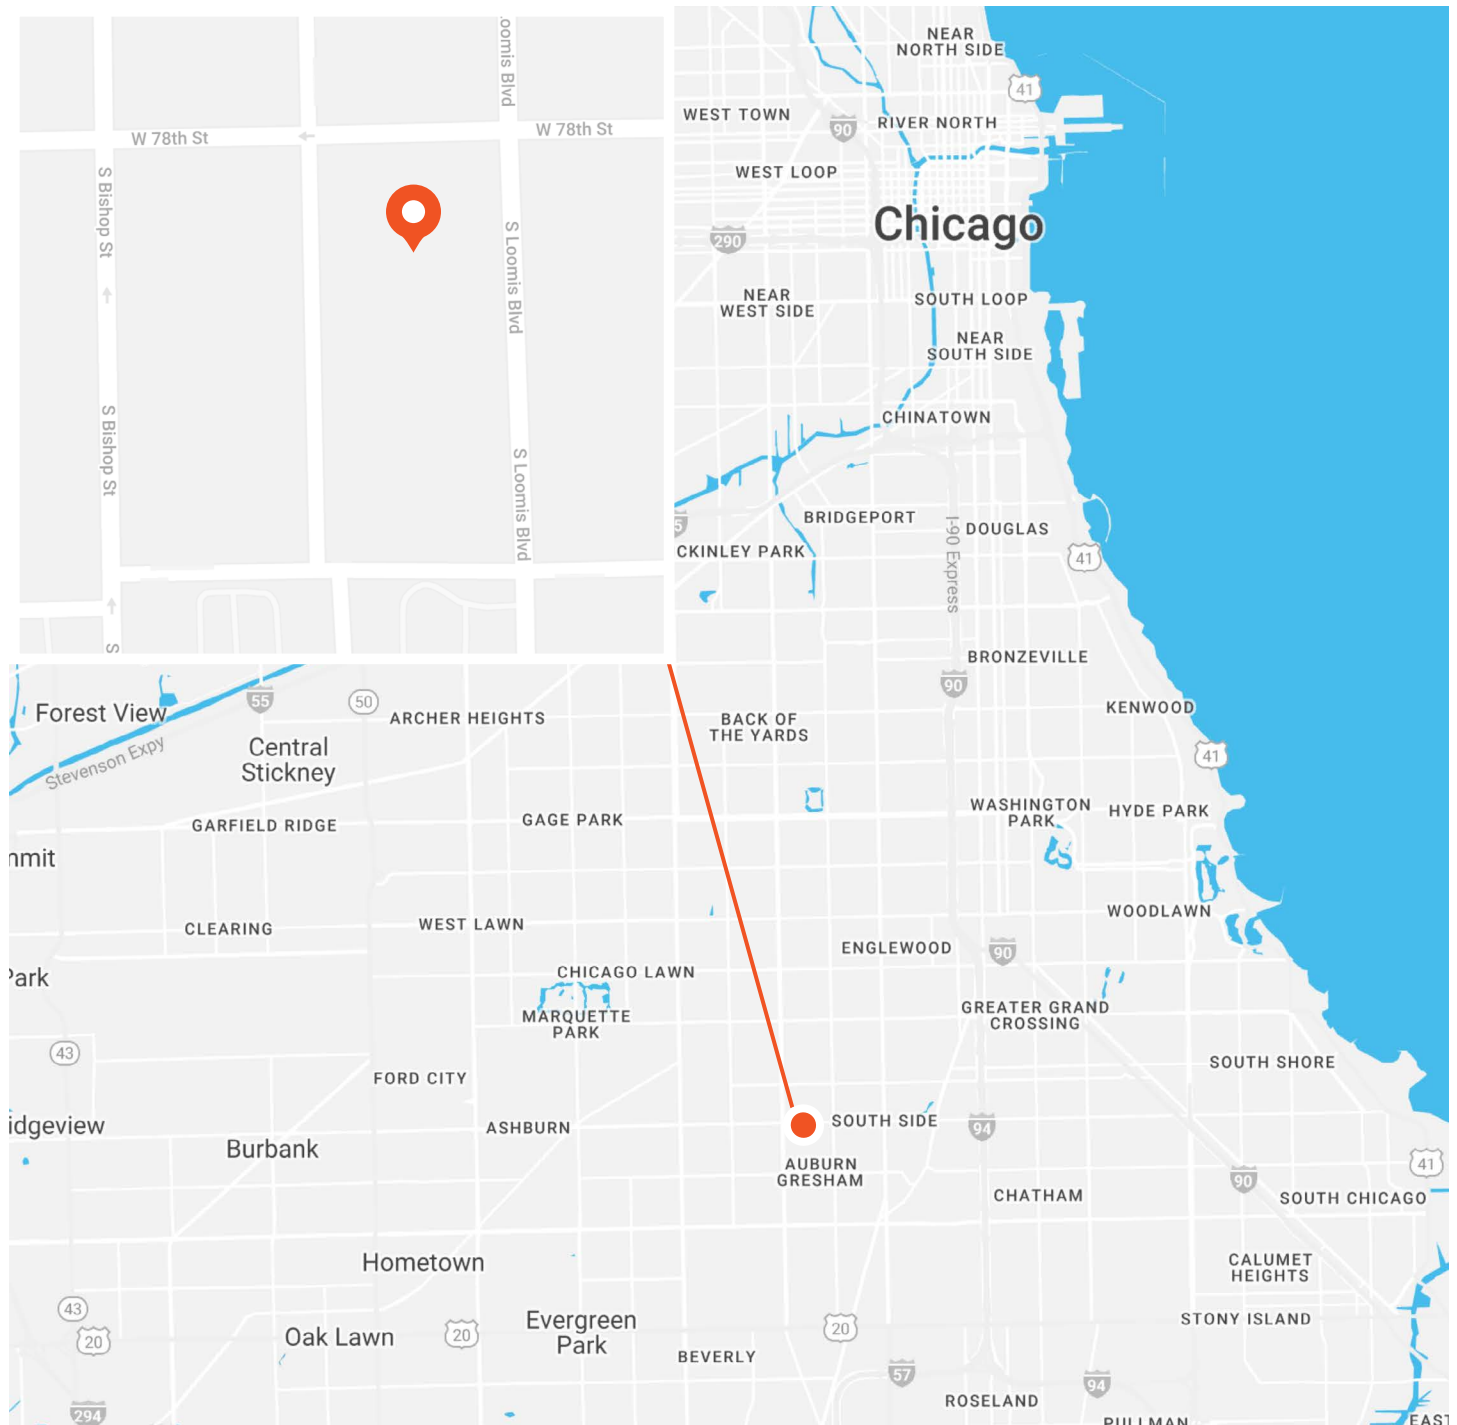 oomis Blvd
W 78th St
W 78th St
S Bishop St
S Loomis Blvd
S Bishop St
S Loomis Blvd
S
NEAR
NORTH SIDE
41
WEST TOWN
90
RIVER NORTH
WEST LOOP
Chicago
290
NEAR
WEST SIDE
SOUTH LOOP
NEAR
SOUTH SIDE
CHINATOWN
5
BRIDGEPORT
I-90 Express
DOUGLAS
CKINLEY PARK
41
BRONZEVILLE
90
55
50
Forest View
ARCHER HEIGHTS
BACK OF
THE YARDS
KENWOOD
Stevenson Expy
Central
Stickney
41
GARFIELD RIDGE
GAGE PARK
WASHINGTON
PARK
HYDE PARK
mmit
CLEARING
WEST LAWN
WOODLAWN
ENGLEWOOD
90
Park
CHICAGO LAWN
MARQUETTE
PARK
GREATER GRAND
CROSSING
43
FORD CITY
SOUTH SHORE
idgeview
ASHBURN
SOUTH SIDE
94
Burbank
AUBURN
GRESHAM
41
90
CHATHAM
SOUTH CHICAGO
Hometown
CALUMET
HEIGHTS
43
20
Oak Lawn
20
Evergreen
Park
20
STONY ISLAND
BEVERLY
57
94
ROSELAND
294
PULLMAN
EAST